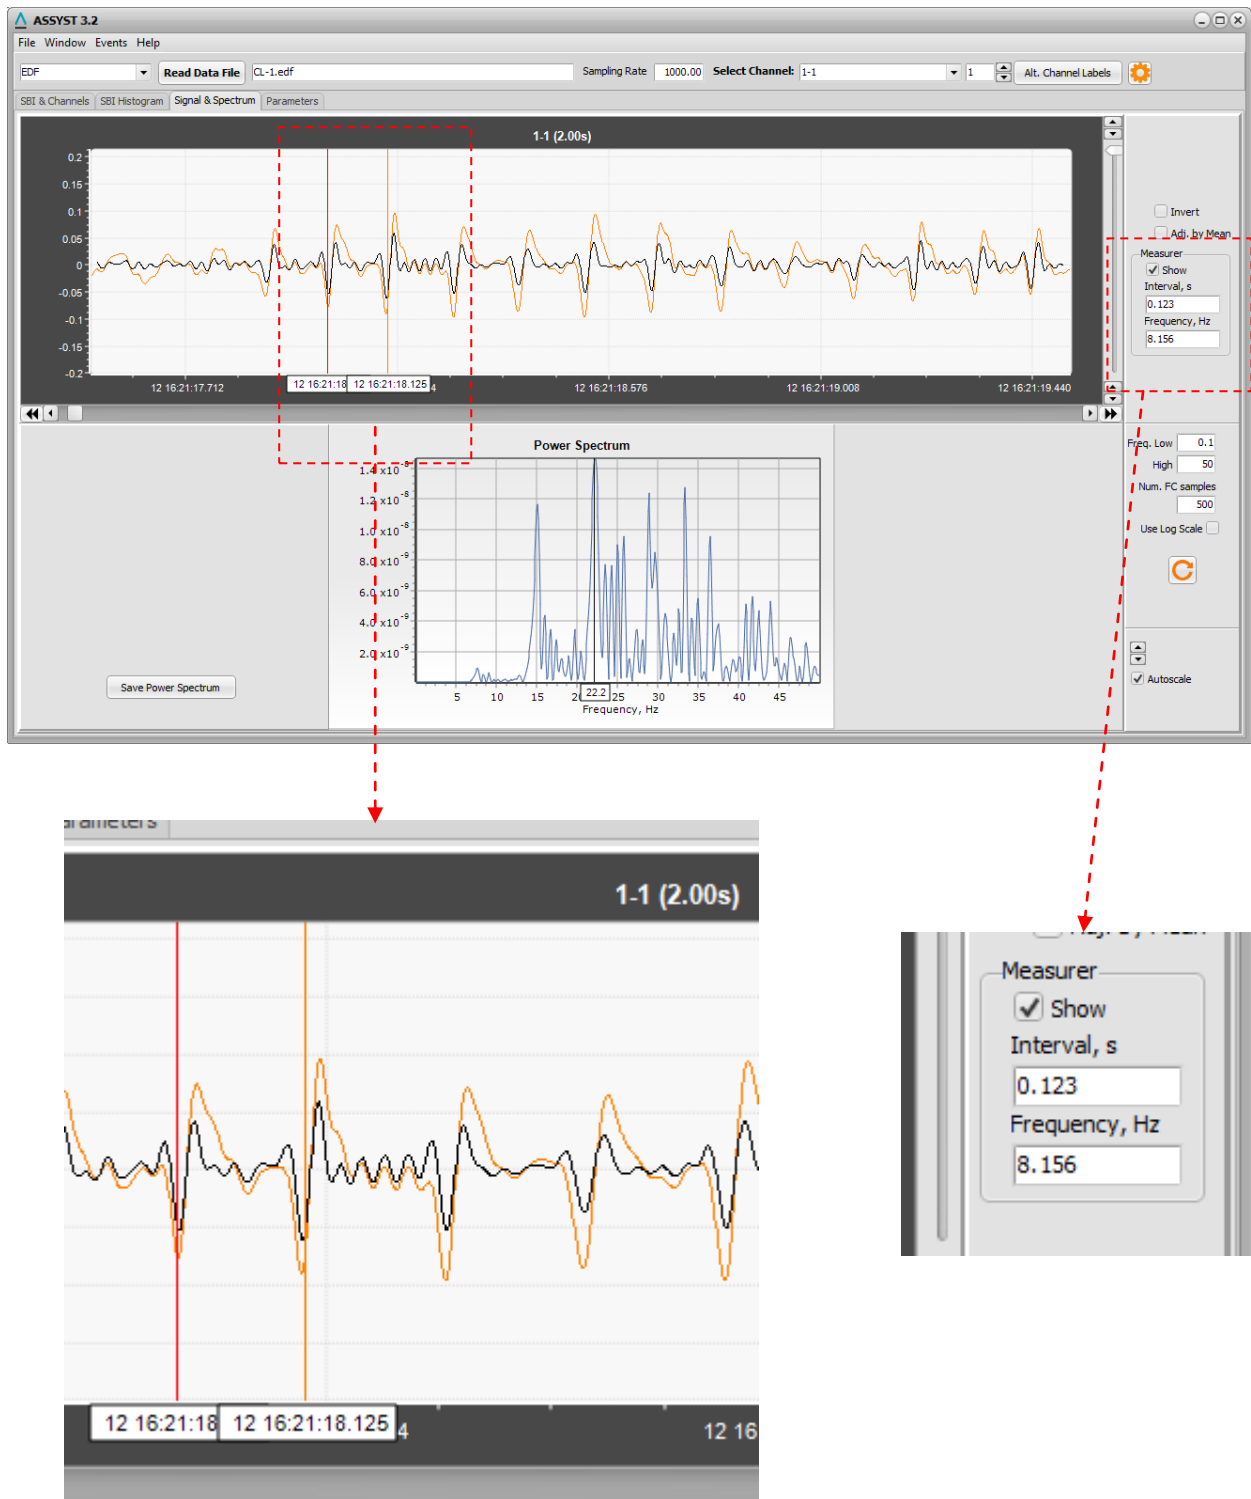 ASSYST 3.2
File Window Events Help
EDF Read Data File CL-1.edf Sampling Rate 1000.00 Select Channel: 1-1 1 Alt. Channel Labels
SBI & Channels SBI Histogram Signal & Spectrum Parameters
1-1 (2.00s)
0.2
0.15
0.1
0.05
0
-0.05
-0.1
-0.15
-0.2
12 16:21:17.712 12 16:21:18 12 16:21:18.125 4 12 16:21:18.576 12 16:21:19.008 12 16:21:19.440
Invert
Adj. by Mean
Measurer
Show
Interval, s
0.123
Frequency, Hz
8.156
Power Spectrum
1.4 x10-8
1.2 x10-8
1.0 x10-8
8.0 x10-9
6.0 x10-9
4.0 x10-9
2.0 x10-9
5 10 15 22.2 25 30 35 40 45
Frequency, Hz
Save Power Spectrum
Freq. Low 0.1
High 50
Num. FC samples
500
Use Log Scale
Autoscale
arameters
1-1 (2.00s)
12 16:21:18 12 16:21:18.125 4 12 16
Measurer
Show
Interval, s
0.123
Frequency, Hz
8.156